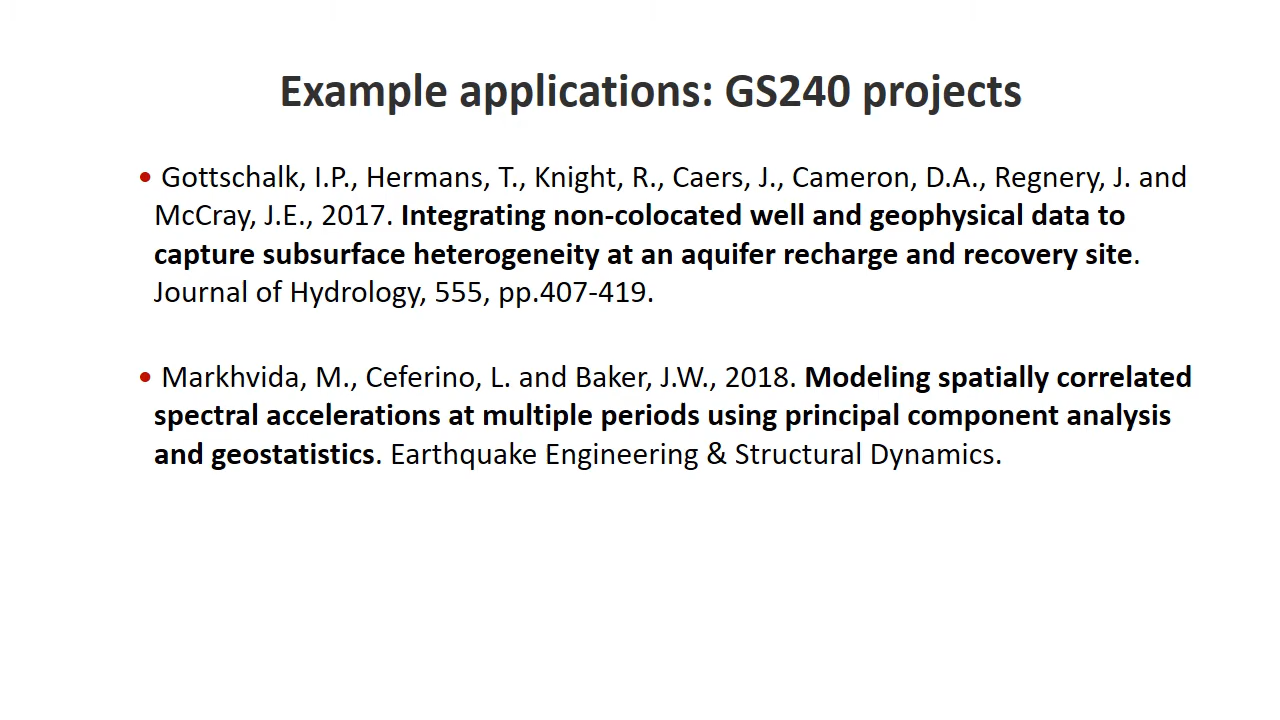 Example applications: GS240 projects
• Gottschalk, I.P., Hermans, T., Knight, R., Caers, J., Cameron, D.A., Regnery, J. and
McCray, J.E., 2017. Integrating non-colocated well and geophysical data to
capture subsurface heterogeneity at an aquifer recharge and recovery site.
Journal of Hydrology, 555, pp.407-419.
• Markhvida, M., Ceferino, L. and Baker, J.W., 2018. Modeling spatially correlated
spectral accelerations at multiple periods using principal component analysis
and geostatistics. Earthquake Engineering & Structural Dynamics.